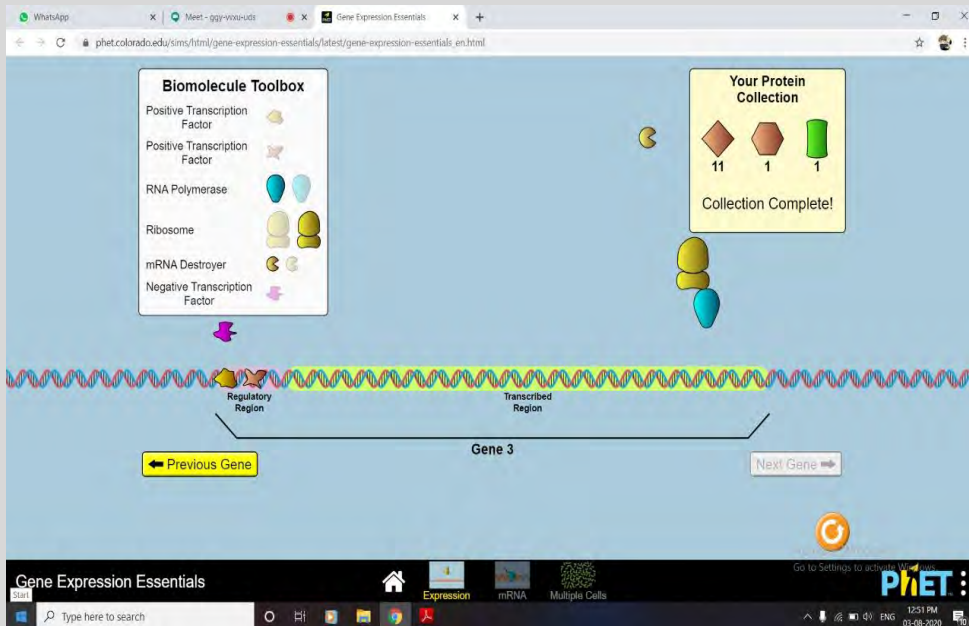 WhatsApp
Meet - ggy-vixu-uds
Gene Expression Essentials
phet.colorado.edu/sims/html/gene-expression-essentials/latest/gene-expression-essentials_en.html
Biomolecule Toolbox
Positive Transcription
Factor
Positive Transcription
Factor
RNA Polymerase
Ribosome
mRNA Destroyer
Negative Transcription
Factor
Your Protein
Collection
11 1 1
Collection Complete!
Regulatory
Region
Transcribed
Region
Gene 3
Previous Gene
Next Gene
Go to Settings to activate Windows.
Gene Expression Essentials
Expression
mRNA
Multiple Cells
PhET
Start
Type here to search
ENG
12:51 PM
03-08-2020